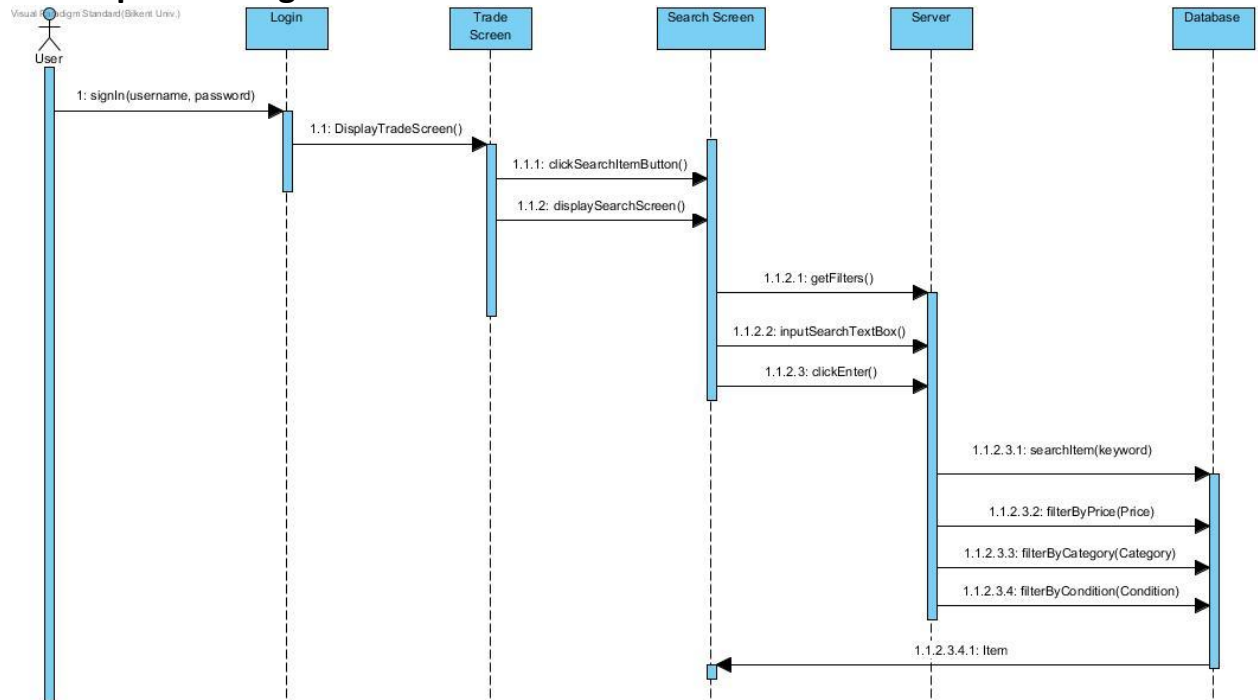 Visual Paradigm Standard(Bilkent Univ.)
User
Login
Trade
Screen
Search Screen
Server
Database
1: signIn(username, password)
1.1: DisplayTradeScreen()
1.1.1: clickSearchItemButton()
1.1.2: displaySearchScreen()
1.1.2.1: getFilters()
1.1.2.2: inputSearchTextBox()
1.1.2.3: clickEnter()
1.1.2.3.1: searchItem(keyword)
1.1.2.3.2: filterByPrice(Price)
1.1.2.3.3: filterByCategory(Category)
1.1.2.3.4: filterByCondition(Condition)
1.1.2.3.4.1: Item